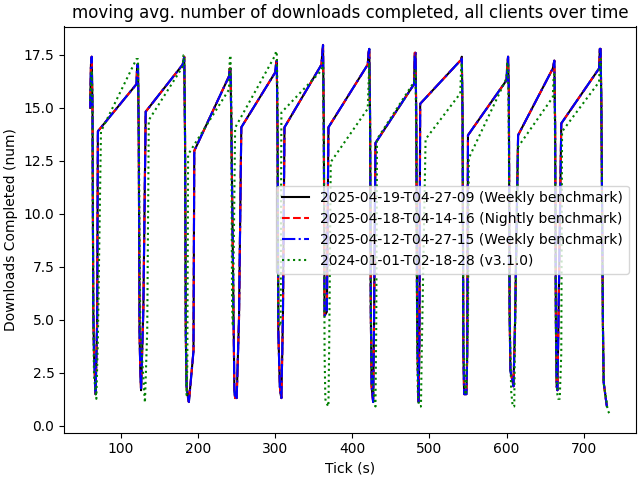 moving avg. number of downloads completed, all clients over time
17.5
15.0
12.5
10.0
7.5
5.0
2.5
0.0
Downloads Completed (num)
2025-04-19-T04-27-09 (Weekly benchmark)
2025-04-18-T04-14-16 (Nightly benchmark)
2025-04-12-T04-27-15 (Weekly benchmark)
2024-01-01-T02-18-28 (v3.1.0)
100 200 300 400 500 600 700
Tick (s)